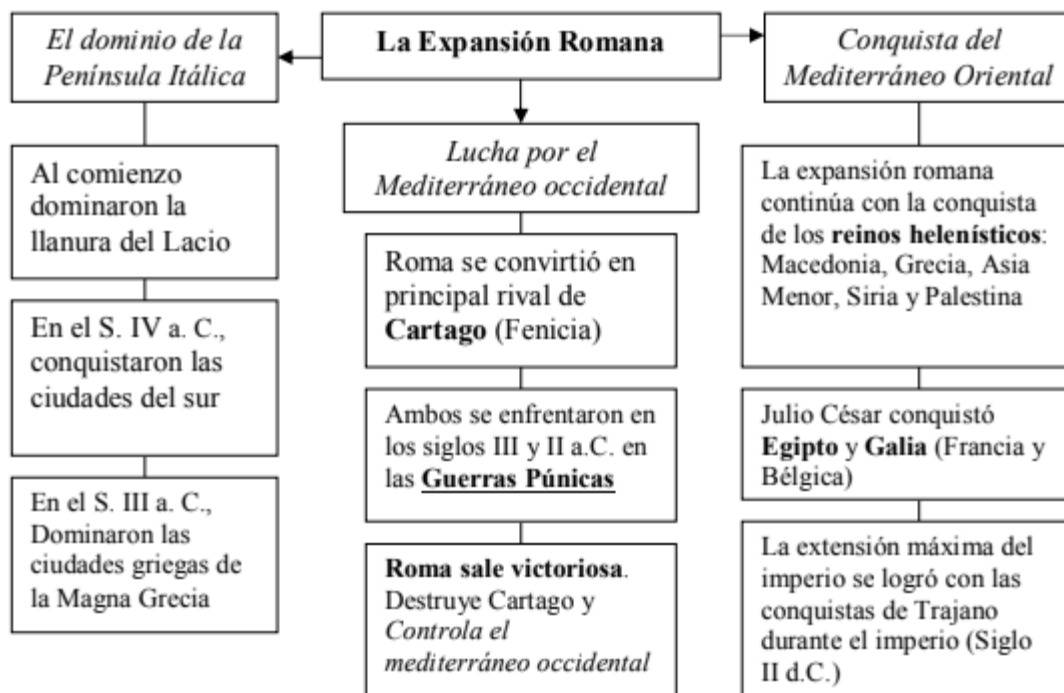 La Expansión Romana
El dominio de la
Península Itálica
Al comienzo
dominaron la
llanura del Lacio
En el S. IV a. C.,
conquistaron las
ciudades del sur
En el S. III a. C.,
Dominaron las
ciudades griegas de
la Magna Grecia
Lucha por el
Mediterráneo occidental
Roma se convirtió en
principal rival de
Cartago (Fenicia)
Ambos se enfrentaron en
los siglos III y II a.C. en
las Guerras Púnicas
Roma sale victoriosa.
Destruye Cartago y
Controla el
mediterráneo occidental
Conquista del
Mediterráneo Oriental
La expansión romana
continúa con la conquista
de los reinos helenísticos:
Macedonia, Grecia, Asia
Menor, Siria y Palestina
Julio César conquistó
Egipto y Galia (Francia y
Bélgica)
La extensión máxima del
imperio se logró con las
conquistas de Trajano
durante el imperio (Siglo
II d.C.)